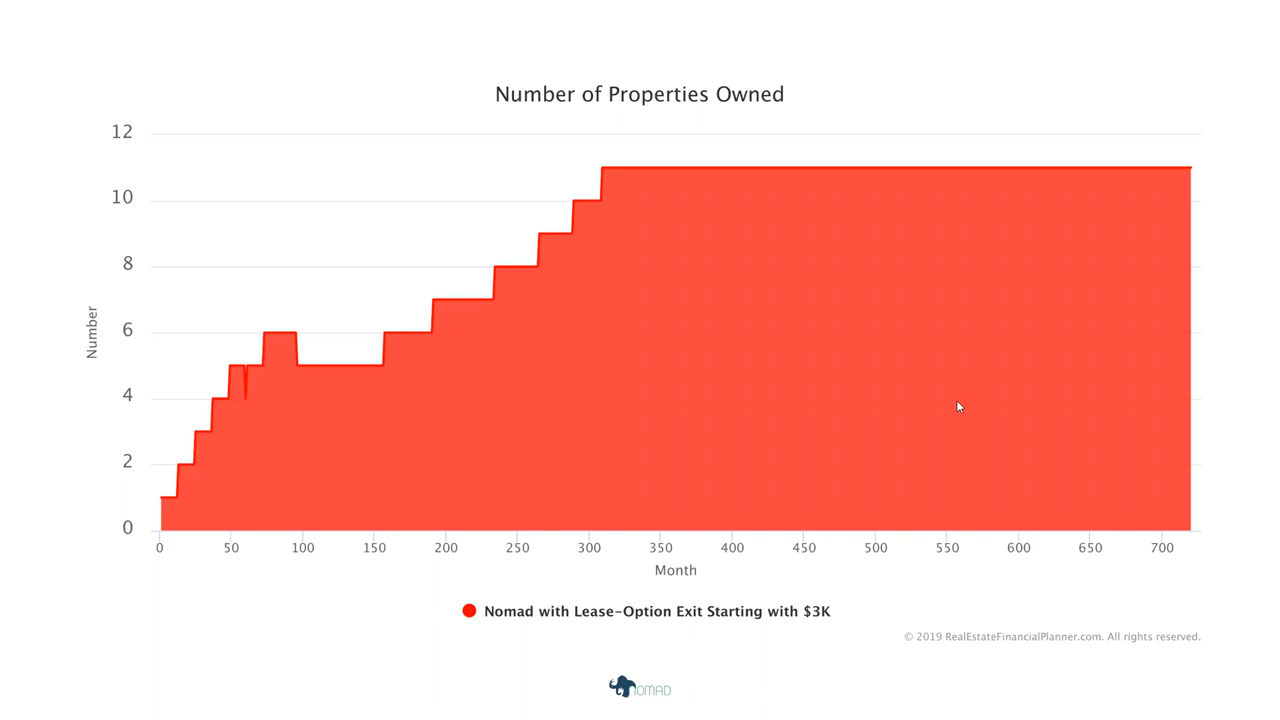 Number of Properties Owned
12
10
8
6
4
2
0
Number
0 50 100 150 200 250 300 350 400 450 500 550 600 650 700
Month
Nomad with Lease-Option Exit Starting with $3K
© 2019 RealEstateFinancialPlanner.com. All rights reserved.
NOMAD